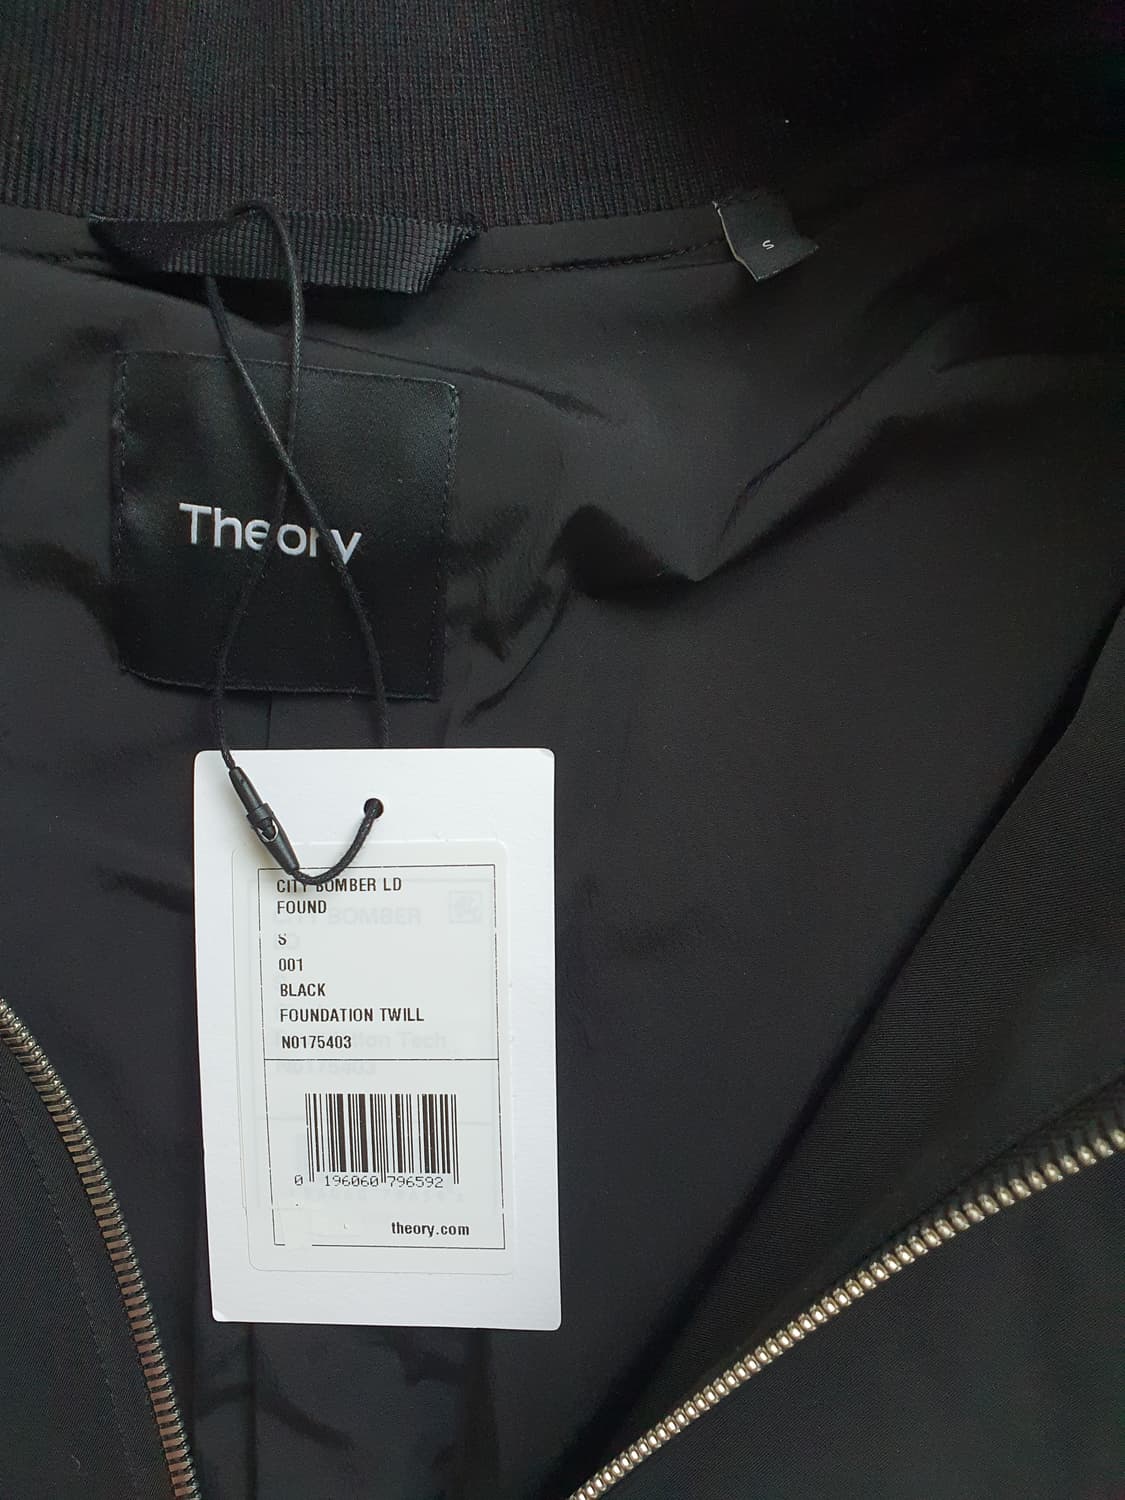 S
Theory
CITY BOMBER LD
FOUND
S
001
BLACK
FOUNDATION TWILL
N0175403
0 196060 796592
theory.com